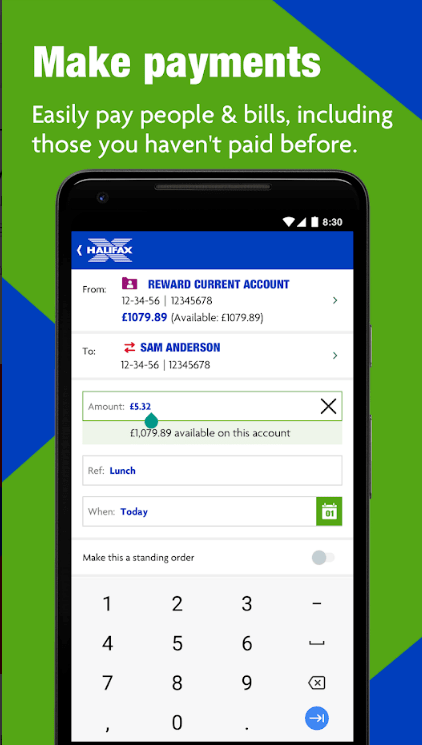 Make payments
Easily pay people & bills, including
those you haven't paid before.
8:30
HALIFAX
From: REWARD CURRENT ACCOUNT
12-34-56 | 12345678
£1079.89 (Available: £1079.89)
To: SAM ANDERSON
12-34-56 | 12345678
Amount: £5.32
£1,079.89 available on this account
Ref: Lunch
When: Today
01
Make this a standing order
1 2 3 -
4 5 6
7 8 9
, 0 .